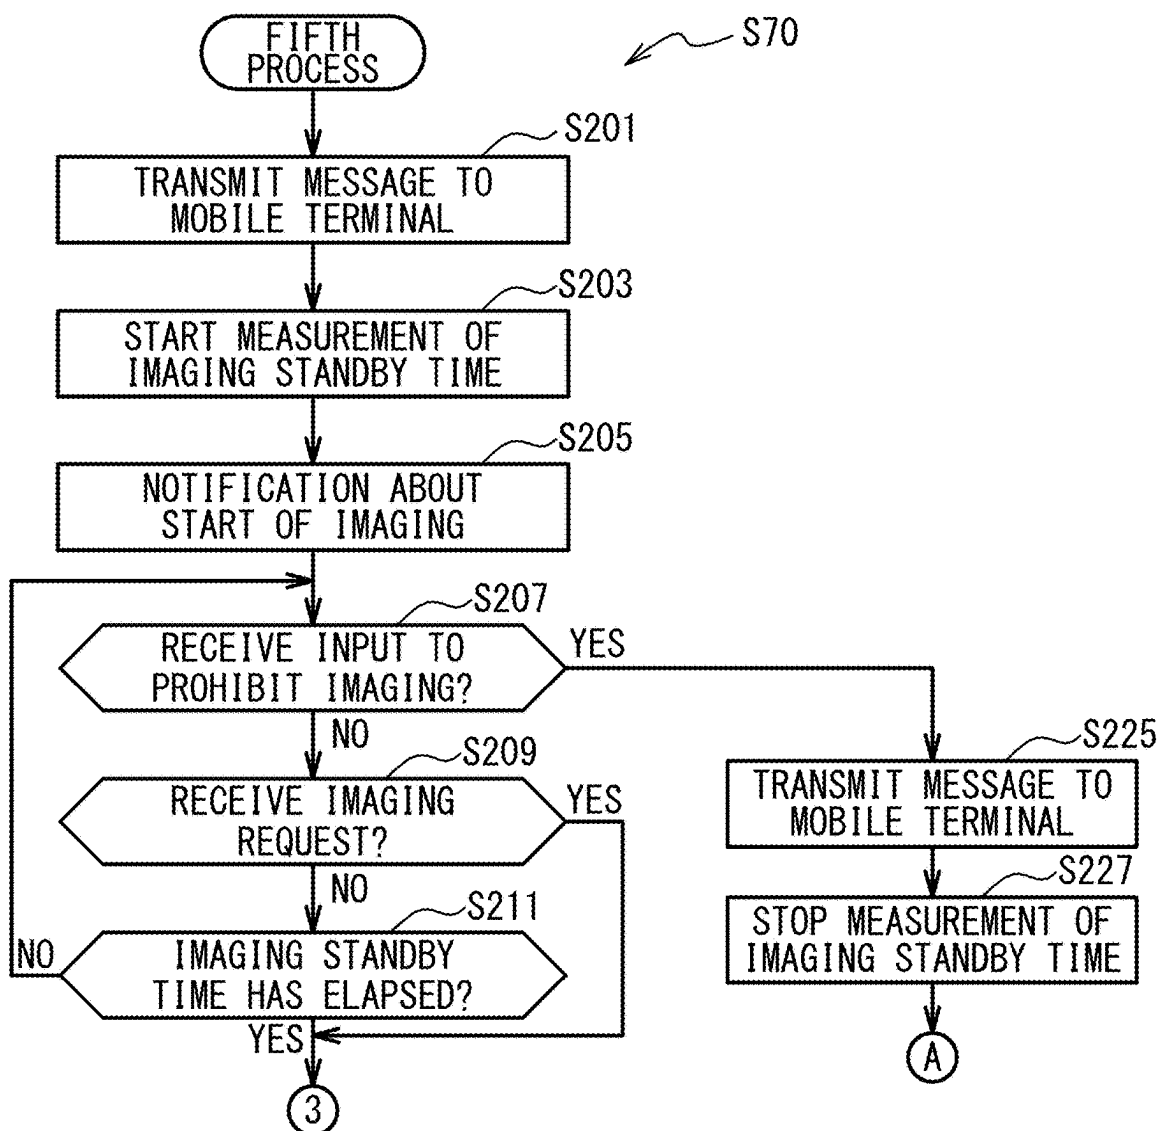 FIFTH
PROCESS
S70
S201
TRANSMIT MESSAGE TO
MOBILE TERMINAL
S203
START MEASUREMENT OF
IMAGING STANDBY TIME
S205
NOTIFICATION ABOUT
START OF IMAGING
S207
RECEIVE INPUT TO
PROHIBIT IMAGING?
YES
NO
S209
RECEIVE IMAGING
REQUEST?
YES
NO
S211
IMAGING STANDBY
TIME HAS ELAPSED?
NO
YES
3
S225
TRANSMIT MESSAGE TO
MOBILE TERMINAL
S227
STOP MEASUREMENT OF
IMAGING STANDBY TIME
A